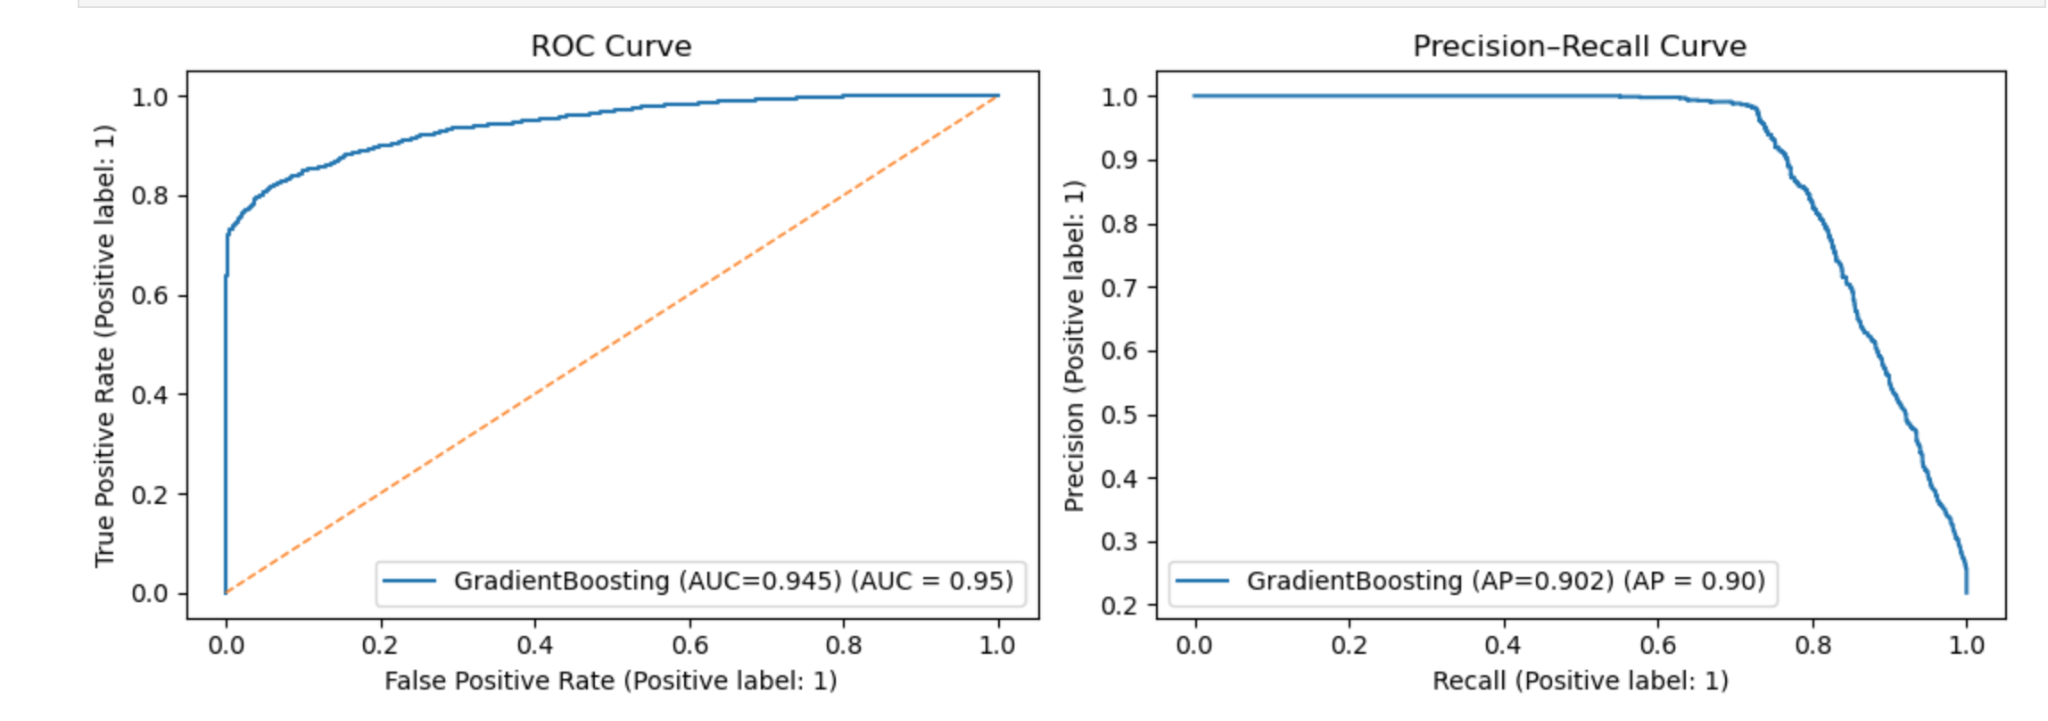 ROC Curve
True Positive Rate (Positive label: 1)
1.0
0.8
0.6
0.4
0.2
0.0
GradientBoosting (AUC=0.945) (AUC = 0.95)
0.0 0.2 0.4 0.6 0.8 1.0
False Positive Rate (Positive label: 1)
Precision–Recall Curve
Precision (Positive label: 1)
1.0
0.9
0.8
0.7
0.6
0.5
0.4
0.3
0.2
GradientBoosting (AP=0.902) (AP = 0.90)
0.0 0.2 0.4 0.6 0.8 1.0
Recall (Positive label: 1)